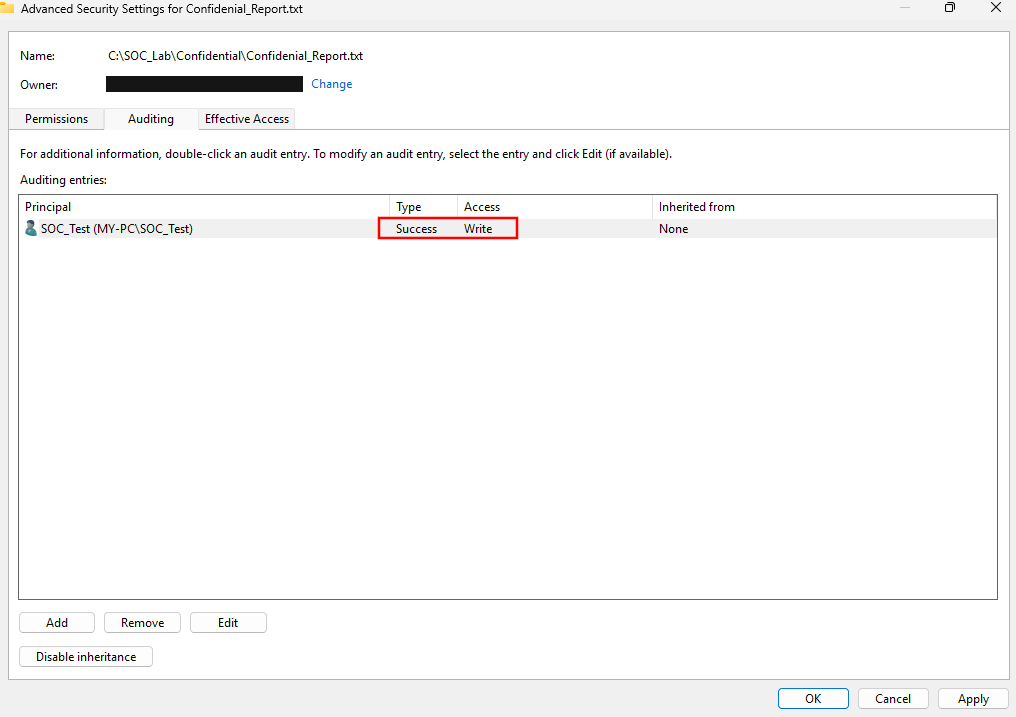 Advanced Security Settings for Confidenial_Report.txt
Name: C:\SOC_Lab\Confidential\Confidenial_Report.txt
Owner: Change
Permissions Auditing Effective Access
For additional information, double-click an audit entry. To modify an audit entry, select the entry and click Edit (if available).
Auditing entries:
Principal Type Access Inherited from
SOC_Test (MY-PC\SOC_Test) Success Write None
Add Remove Edit
Disable inheritance
OK Cancel Apply